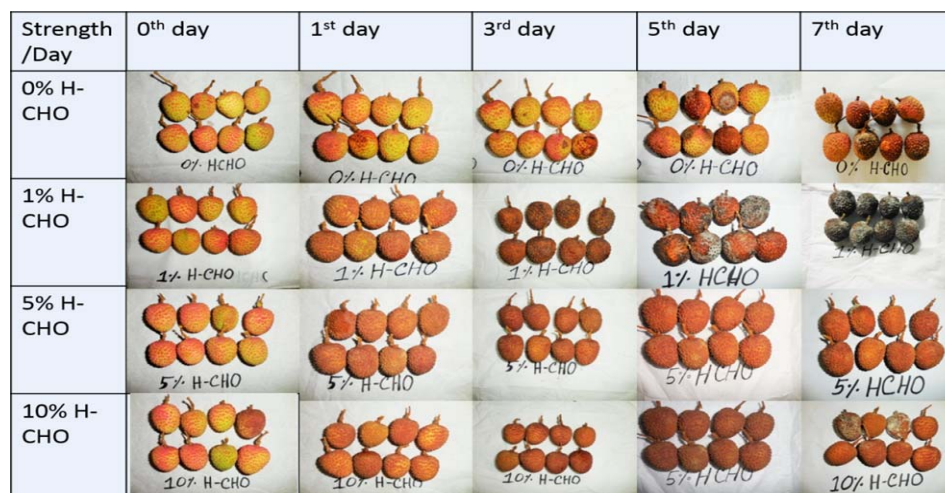 Strength /Day 0th day 1st day 3rd day 5th day 7th day
0% H-CHO
0% HCHO 0% H-CHO 0% H-CHO 0% H-CHO 0% H-CHO
1% H-CHO
1% H-CHO 1% H-CHO 1% H-CHO 1% HCHO 1% H-CHO
5% H-CHO
5% H-CHO 5% H-CHO 5% H-CHO 5% HCHO 5% HCHO
10% H-CHO
10% H-CHO 10% H-CHO 10% H-CHO 5% HCHO 10% H-CHO